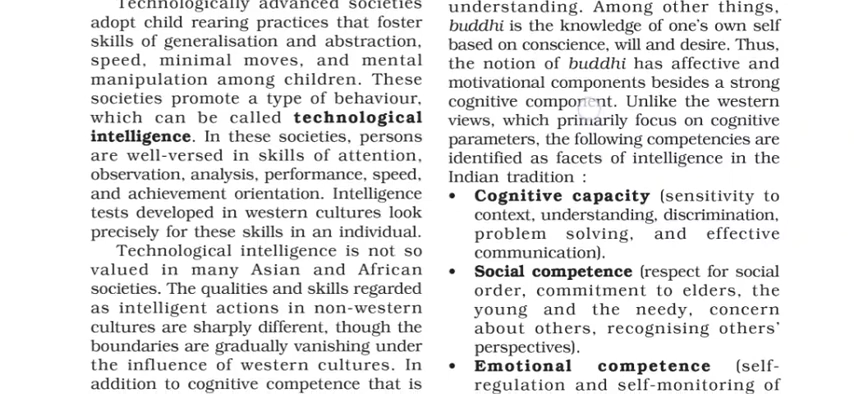 Technologically advanced societies
adopt child rearing practices that foster
skills of generalisation and abstraction,
speed, minimal moves, and mental
manipulation among children. These
societies promote a type of behaviour,
which can be called technological
intelligence. In these societies, persons
are well-versed in skills of attention,
observation, analysis, performance, speed,
and achievement orientation. Intelligence
tests developed in western cultures look
precisely for these skills in an individual.
Technological intelligence is not so
valued in many Asian and African
societies. The qualities and skills regarded
as intelligent actions in non-western
cultures are sharply different, though the
boundaries are gradually vanishing under
the influence of western cultures. In
addition to cognitive competence that is
understanding. Among other things,
buddhi is the knowledge of one's own self
based on conscience, will and desire. Thus,
the notion of buddhi has affective and
motivational components besides a strong
cognitive component. Unlike the western
views, which primarily focus on cognitive
parameters, the following competencies are
identified as facets of intelligence in the
Indian tradition :
• Cognitive capacity (sensitivity to
context, understanding, discrimination,
problem solving, and effective
communication).
• Social competence (respect for social
order, commitment to elders, the
young and the needy, concern
about others, recognising others'
perspectives).
• Emotional competence (self-
regulation and self-monitoring of